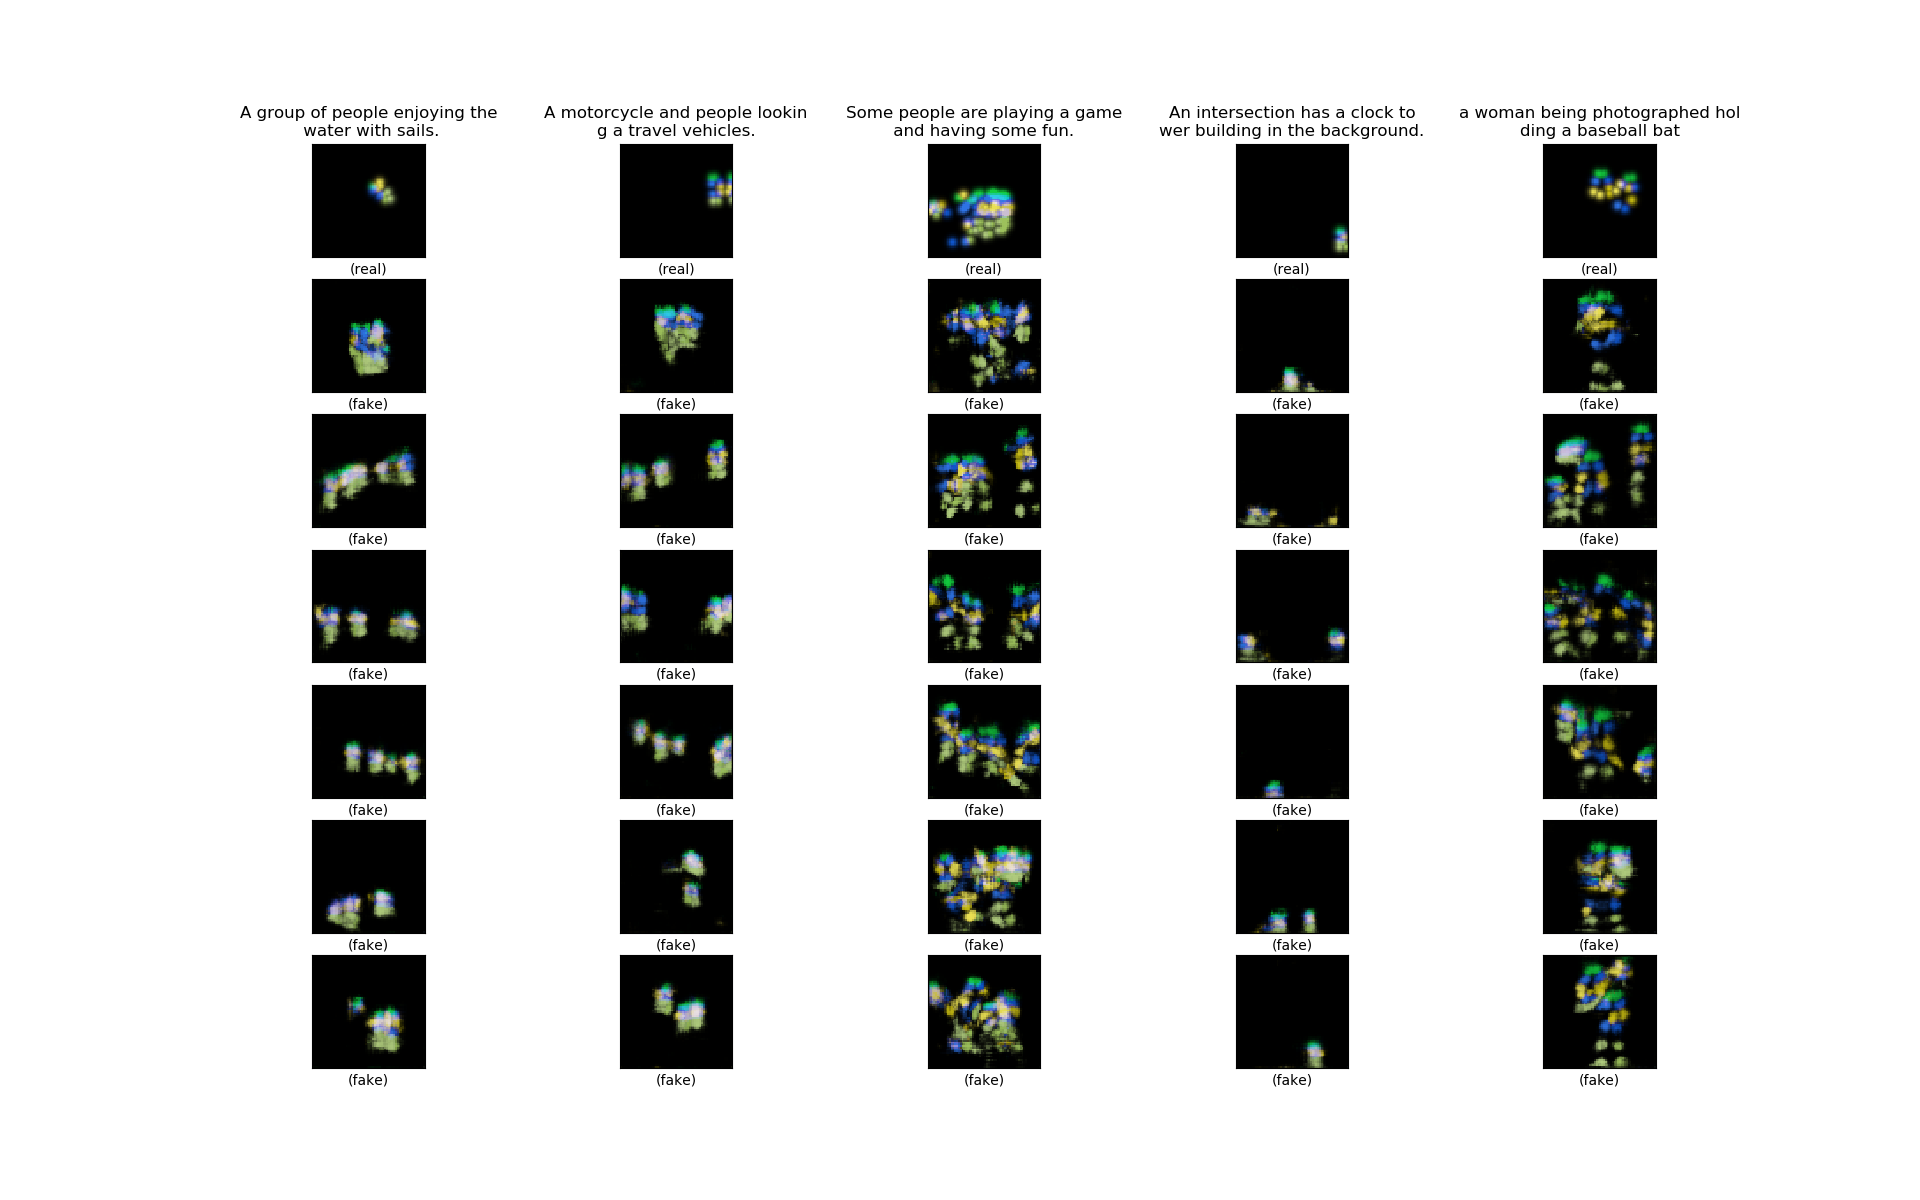 A group of people enjoying the
water with sails.
A motorcycle and people lookin
g a travel vehicles.
Some people are playing a game
and having some fun.
An intersection has a clock to
wer building in the background.
a woman being photographed hol
ding a baseball bat
(real) (real) (real) (real) (real)
(fake) (fake) (fake) (fake) (fake)
(fake) (fake) (fake) (fake) (fake)
(fake) (fake) (fake) (fake) (fake)
(fake) (fake) (fake) (fake) (fake)
(fake) (fake) (fake) (fake) (fake)
(fake) (fake) (fake) (fake) (fake)